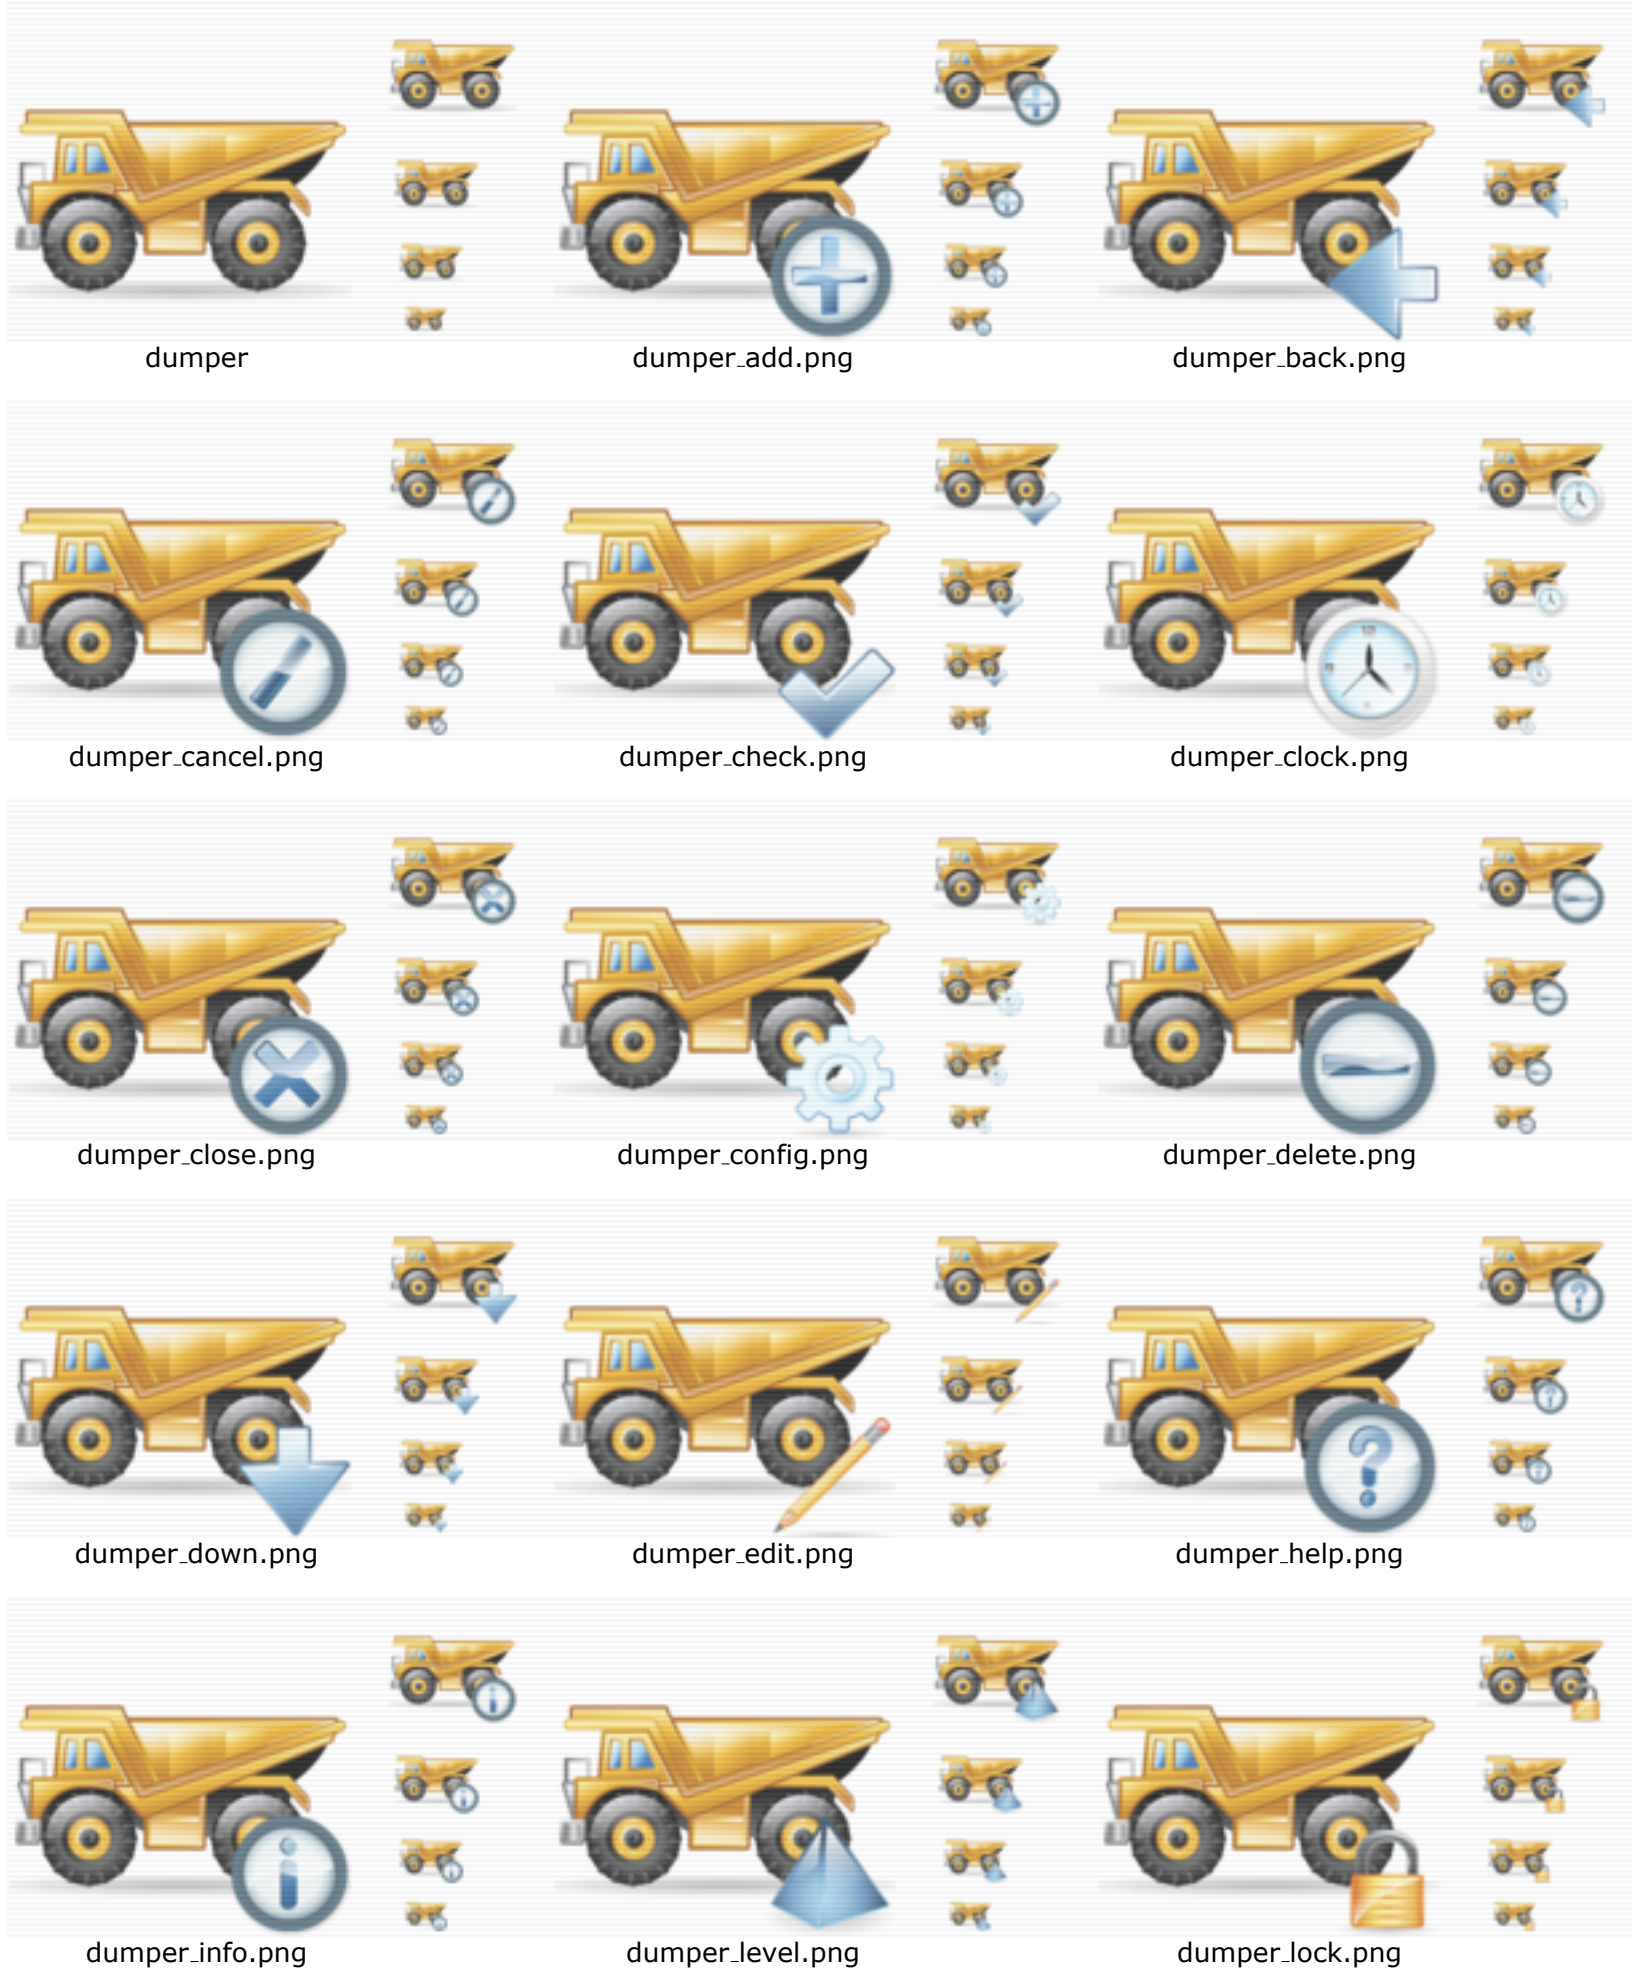 dumper
dumper_add.png
dumper_back.png
dumper_cancel.png
dumper_check.png
dumper_clock.png
dumper_close.png
dumper_config.png
dumper_delete.png
dumper_down.png
dumper_edit.png
dumper_help.png
dumper_info.png
dumper_level.png
dumper_lock.png